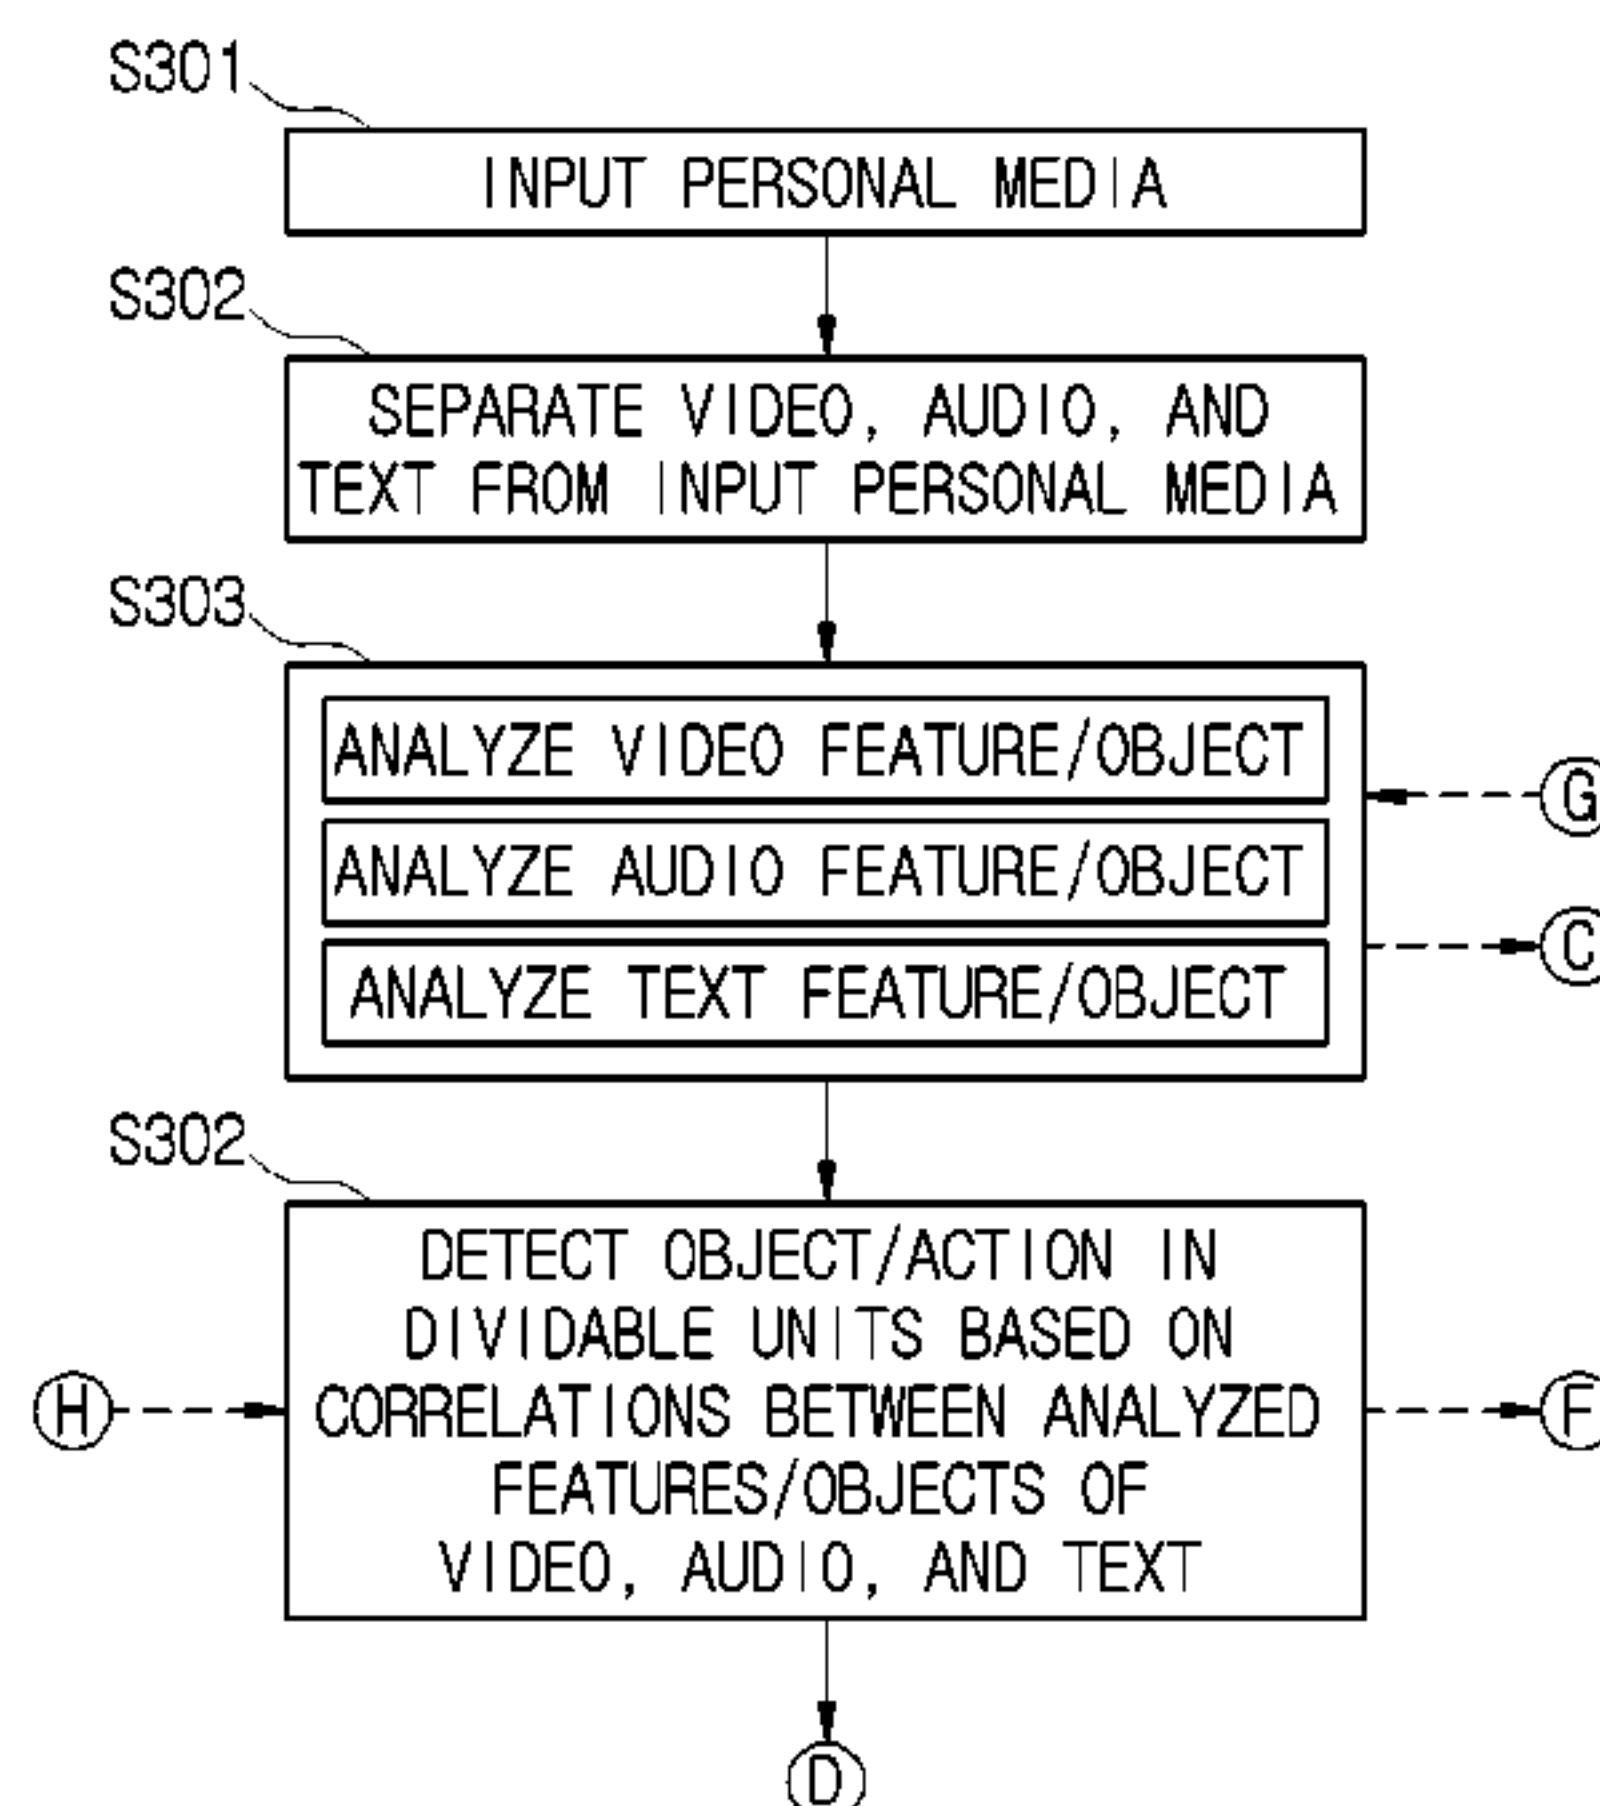 S301
INPUT PERSONAL MEDIA
S302
SEPARATE VIDEO, AUDIO, AND
TEXT FROM INPUT PERSONAL MEDIA
S303
ANALYZE VIDEO FEATURE/OBJECT
G
ANALYZE AUDIO FEATURE/OBJECT
C
ANALYZE TEXT FEATURE/OBJECT
S302
DETECT OBJECT/ACTION IN
DIVIDABLE UNITS BASED ON
H
CORRELATIONS BETWEEN ANALYZED
F
FEATURES/OBJECTS OF
VIDEO, AUDIO, AND TEXT
D